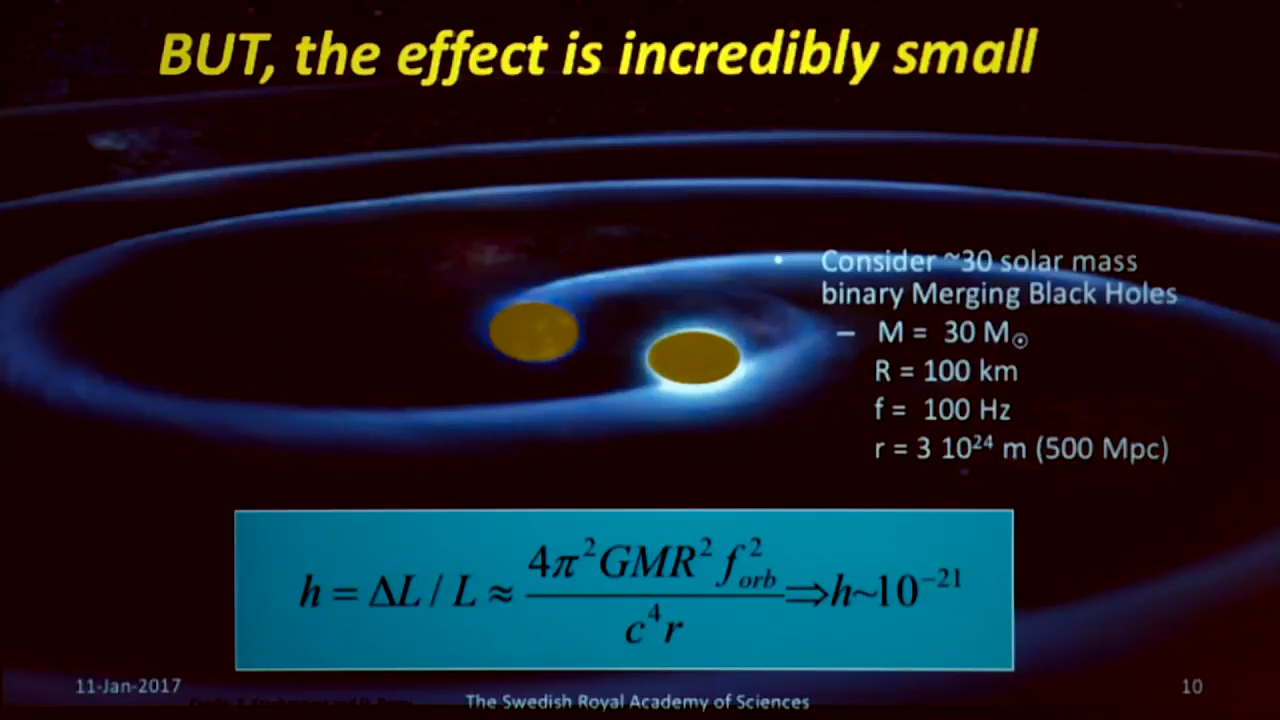 BUT, the effect is incredibly small
• Consider ~30 solar mass
binary Merging Black Holes
– M = 30 M☉
R = 100 km
f = 100 Hz
r = 3 10²⁴ m (500 Mpc)
h = ΔL / L ≈ 4π²GMR²f²orb / c⁴r ⇒ h~10⁻²¹
11-Jan-2017
The Swedish Royal Academy of Sciences
10